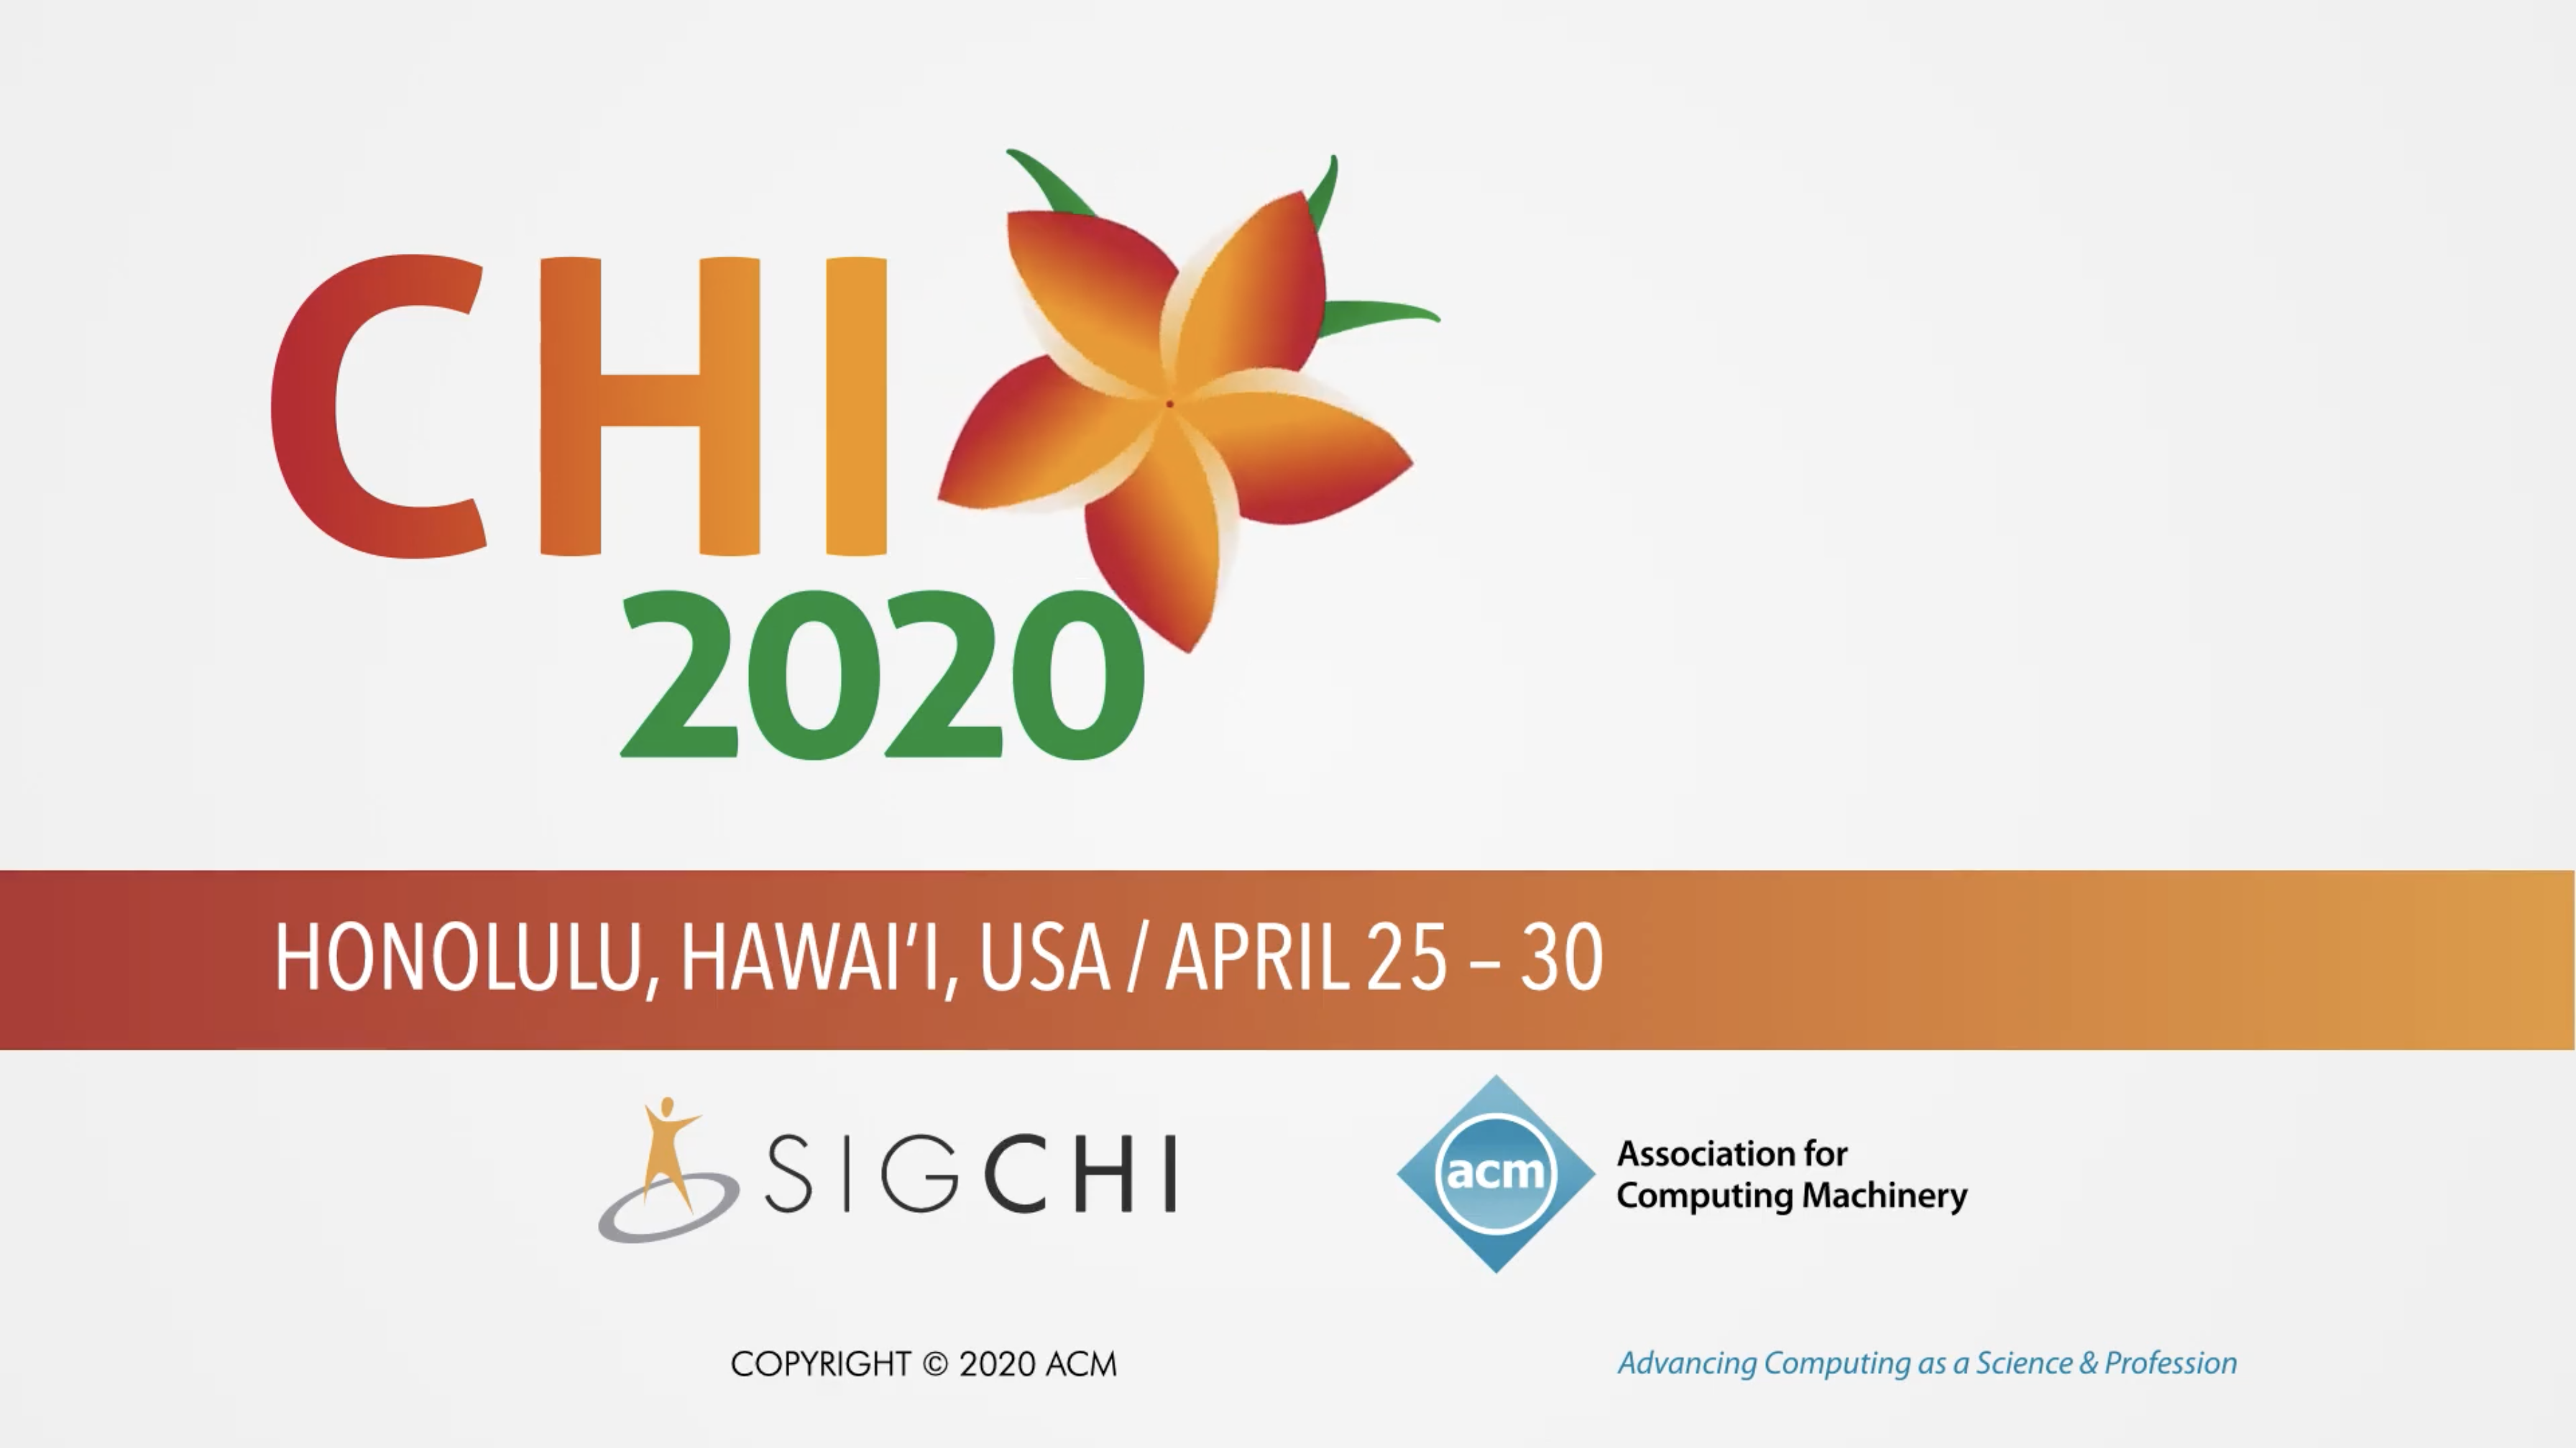 CHI
2020
HONOLULU, HAWAI'I, USA / APRIL 25 – 30
SIGCHI
acm
Association for
Computing Machinery
COPYRIGHT © 2020 ACM
Advancing Computing as a Science & Profession